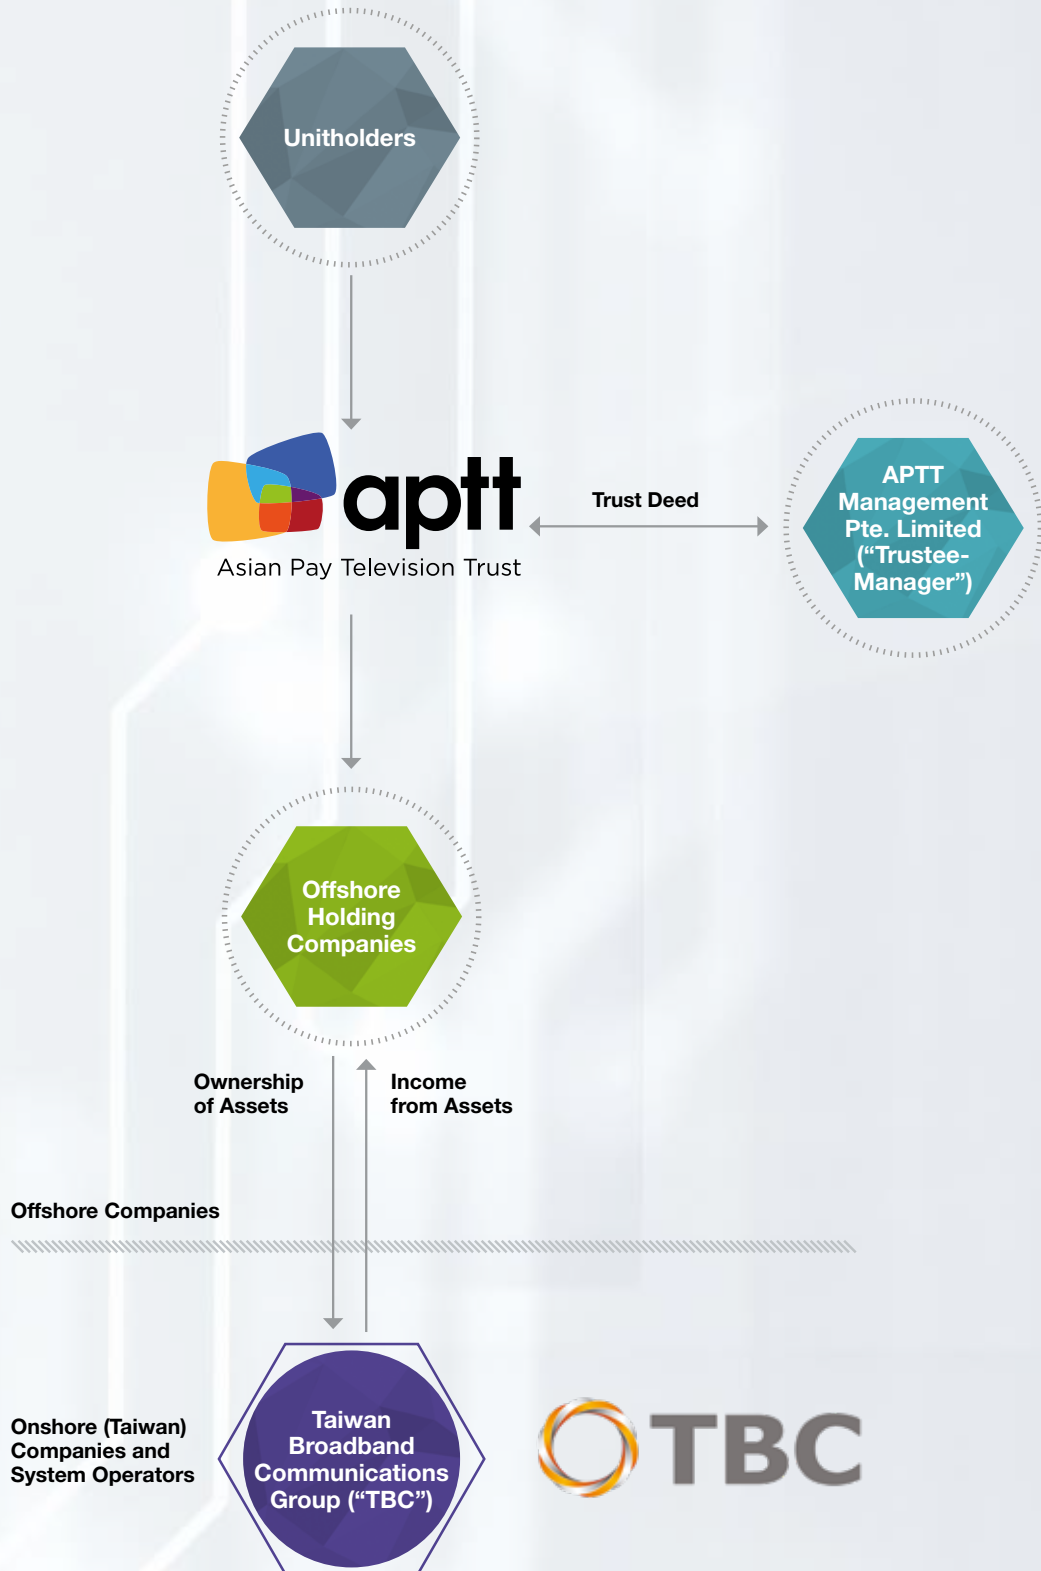 Unitholders
aptt
Asian Pay Television Trust
Trust Deed
APTT
Management
Pte. Limited
(“Trustee-
Manager”)
Offshore
Holding
Companies
Ownership
of Assets
Income
from Assets
Offshore Companies
Onshore (Taiwan)
Companies and
System Operators
Taiwan
Broadband
Communications
Group (“TBC”)
TBC